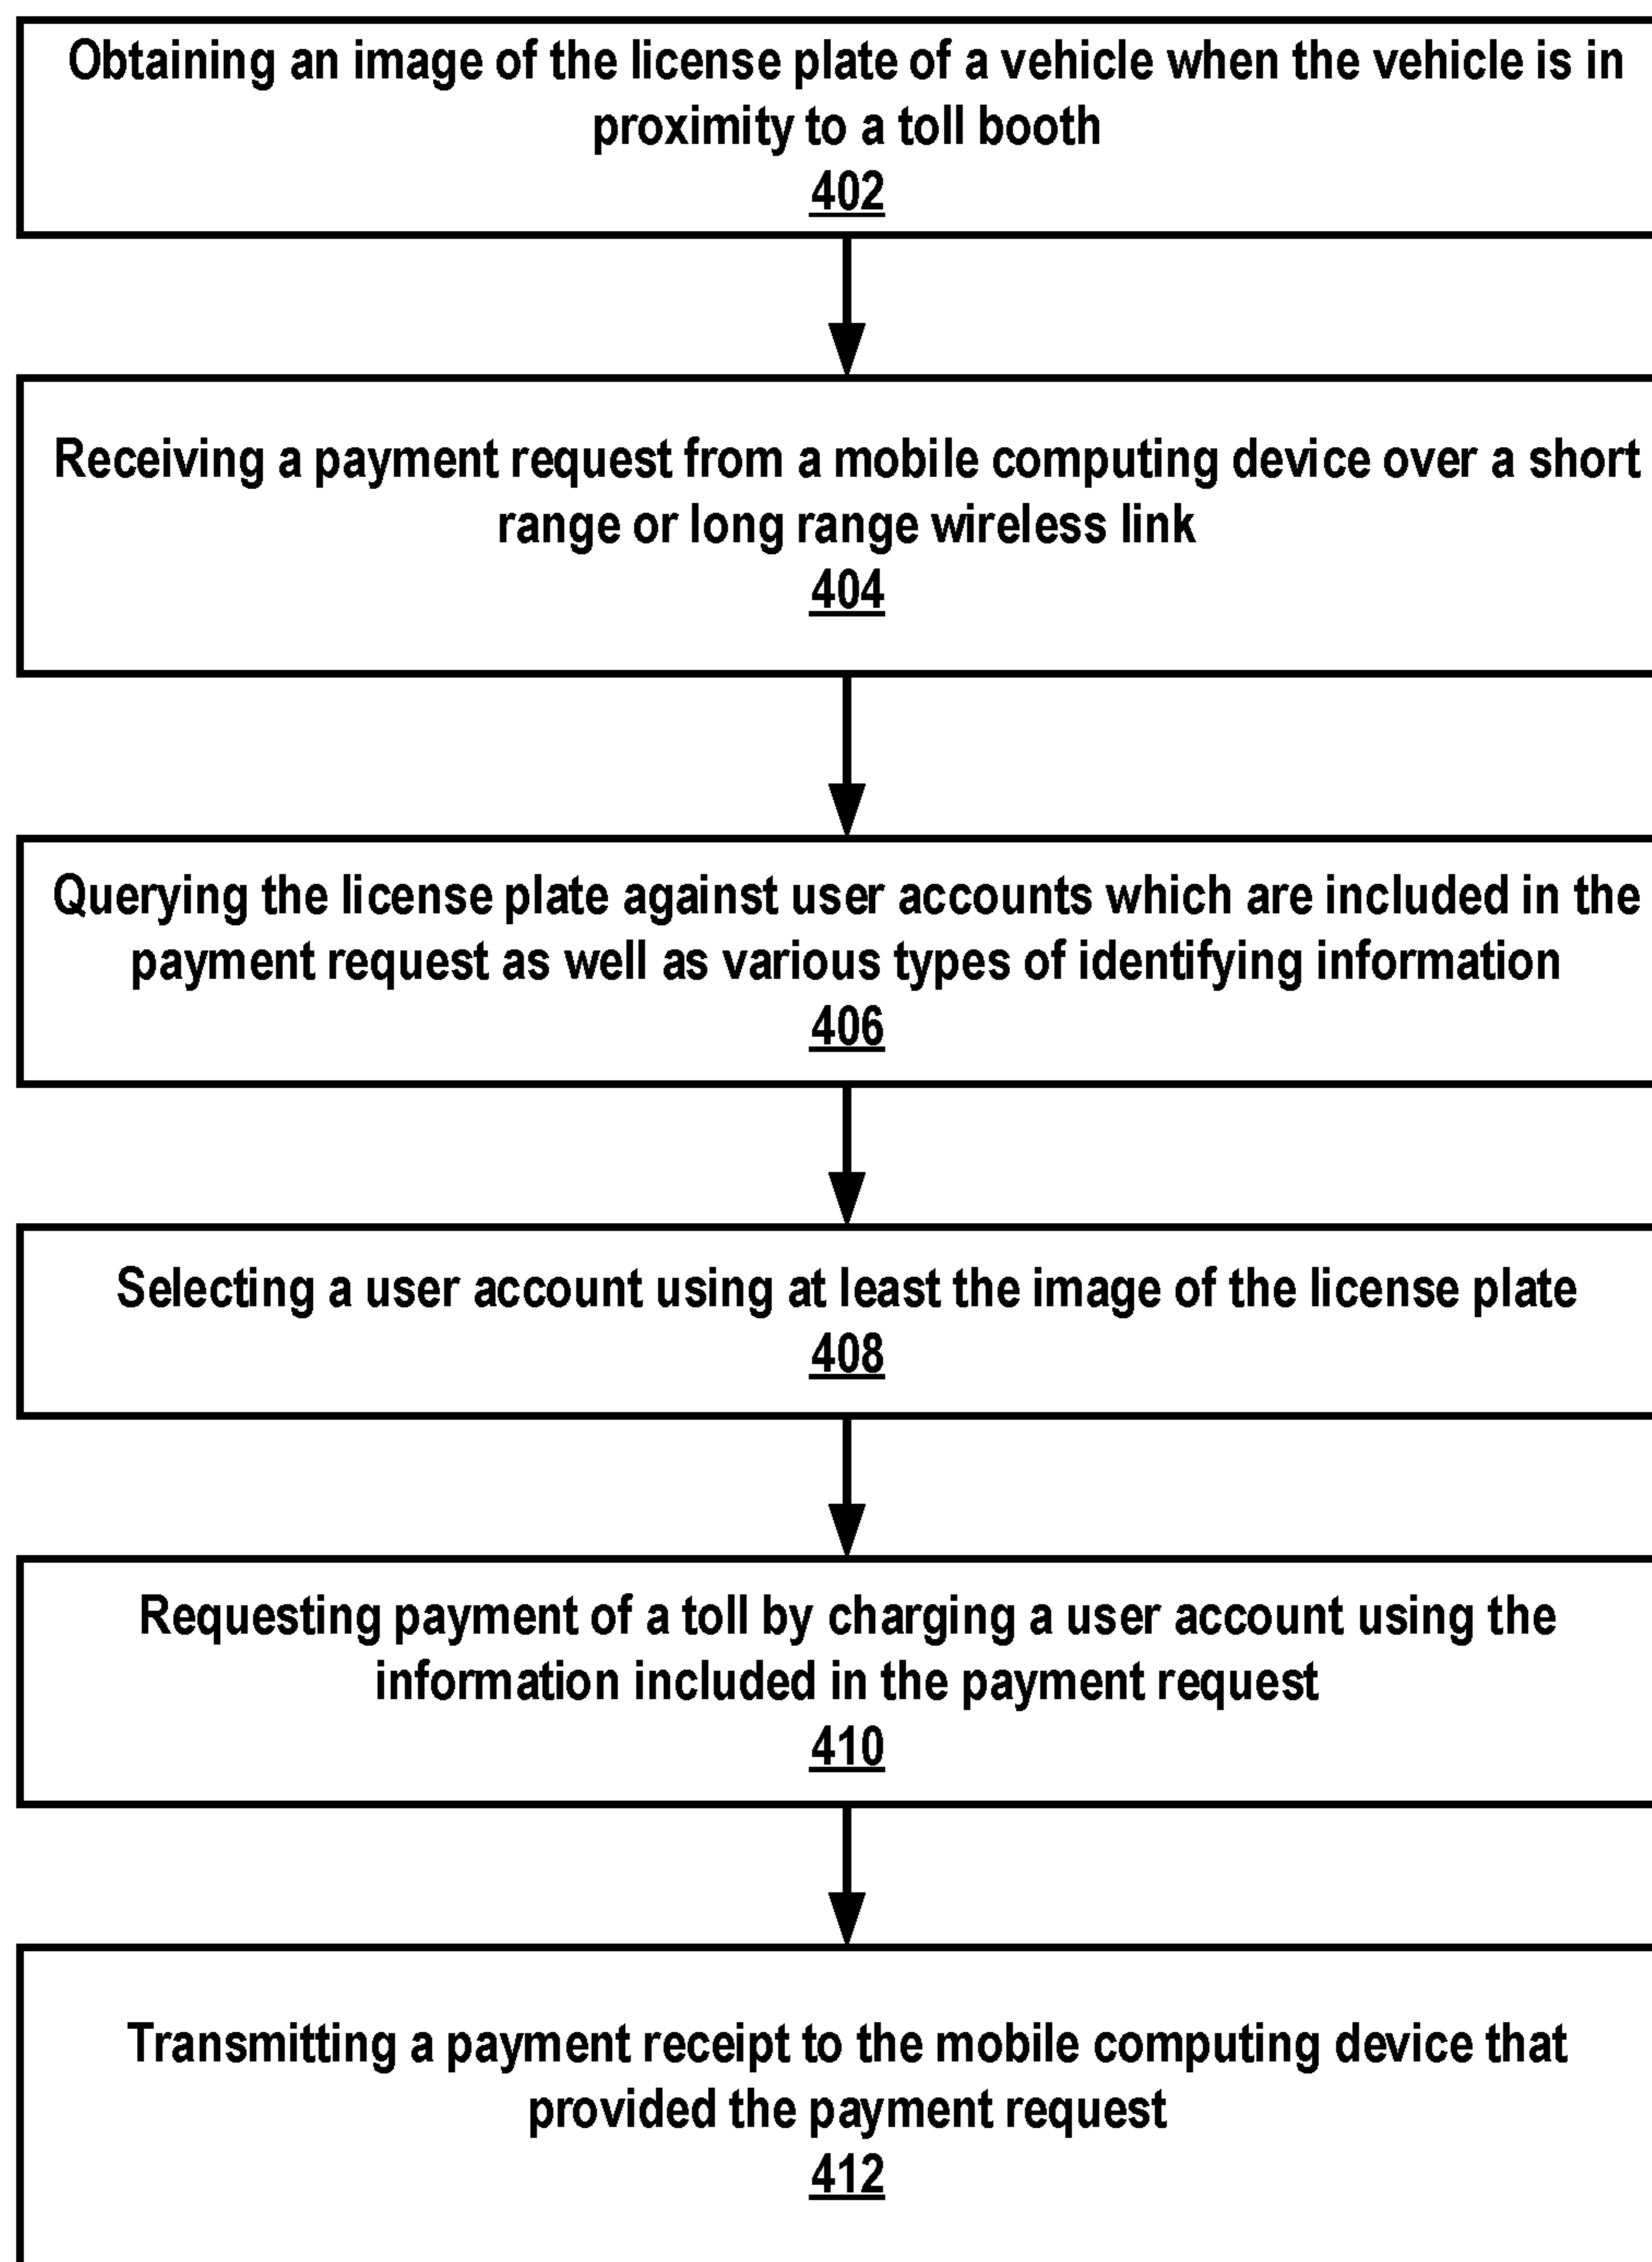 Obtaining an image of the license plate of a vehicle when the vehicle is in
proximity to a toll booth
402
Receiving a payment request from a mobile computing device over a short
range or long range wireless link
404
Querying the license plate against user accounts which are included in the
payment request as well as various types of identifying information
406
Selecting a user account using at least the image of the license plate
408
Requesting payment of a toll by charging a user account using the
information included in the payment request
410
Transmitting a payment receipt to the mobile computing device that
provided the payment request
412